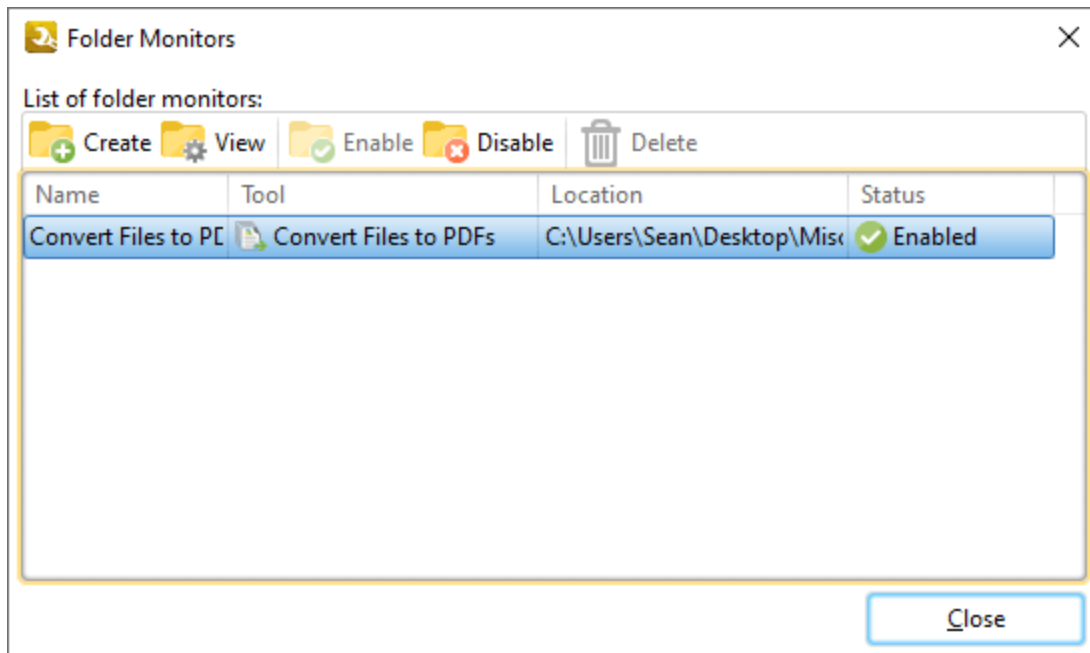 Folder Monitors
List of folder monitors:
Create View Enable Disable Delete
Name Tool Location Status
Convert Files to PD Convert Files to PDFs C:\Users\Sean\Desktop\Misc Enabled
Close